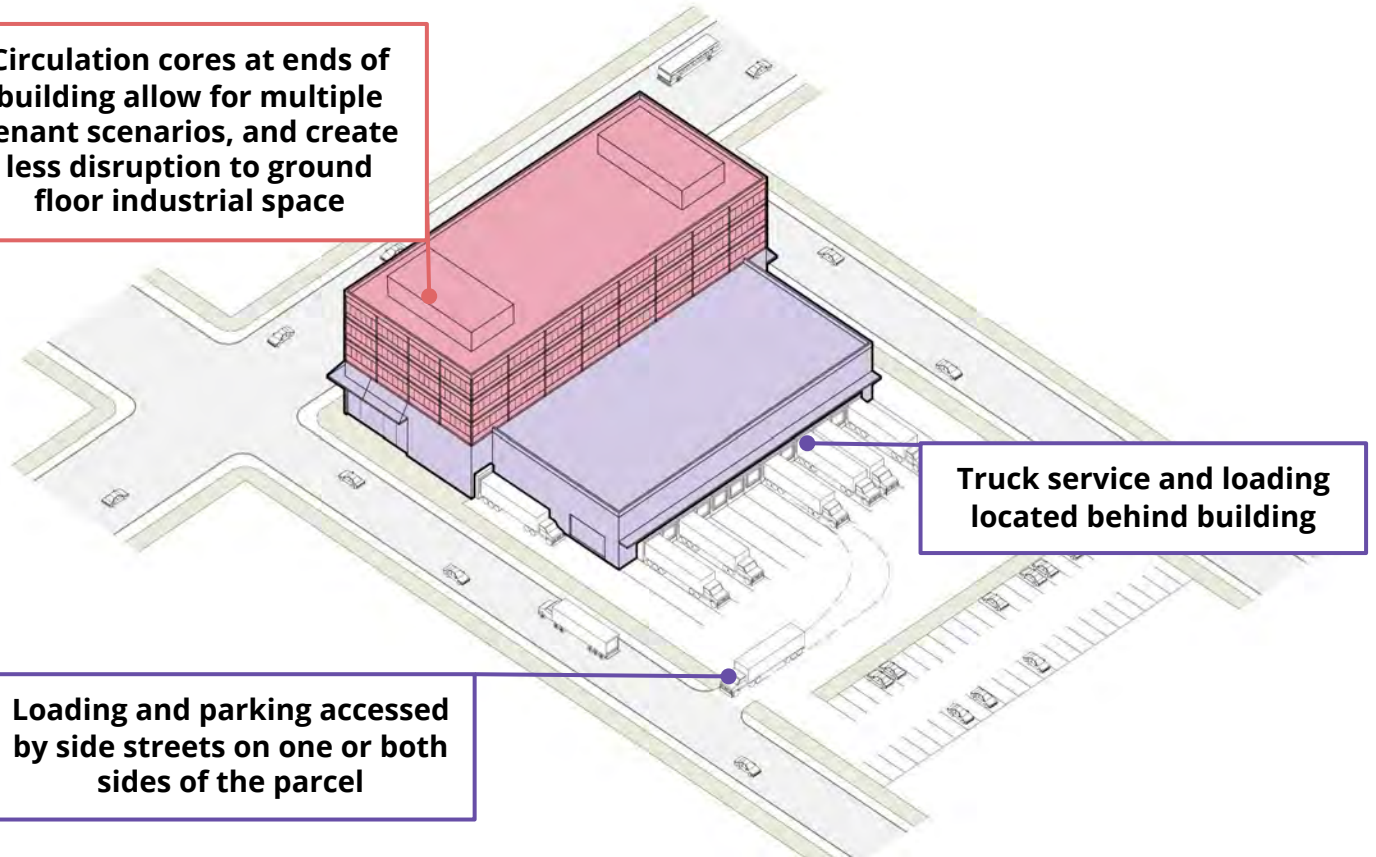 Circulation cores at ends of
building allow for multiple
tenant scenarios, and create
less disruption to ground
floor industrial space
Truck service and loading
located behind building
Loading and parking accessed
by side streets on one or both
sides of the parcel